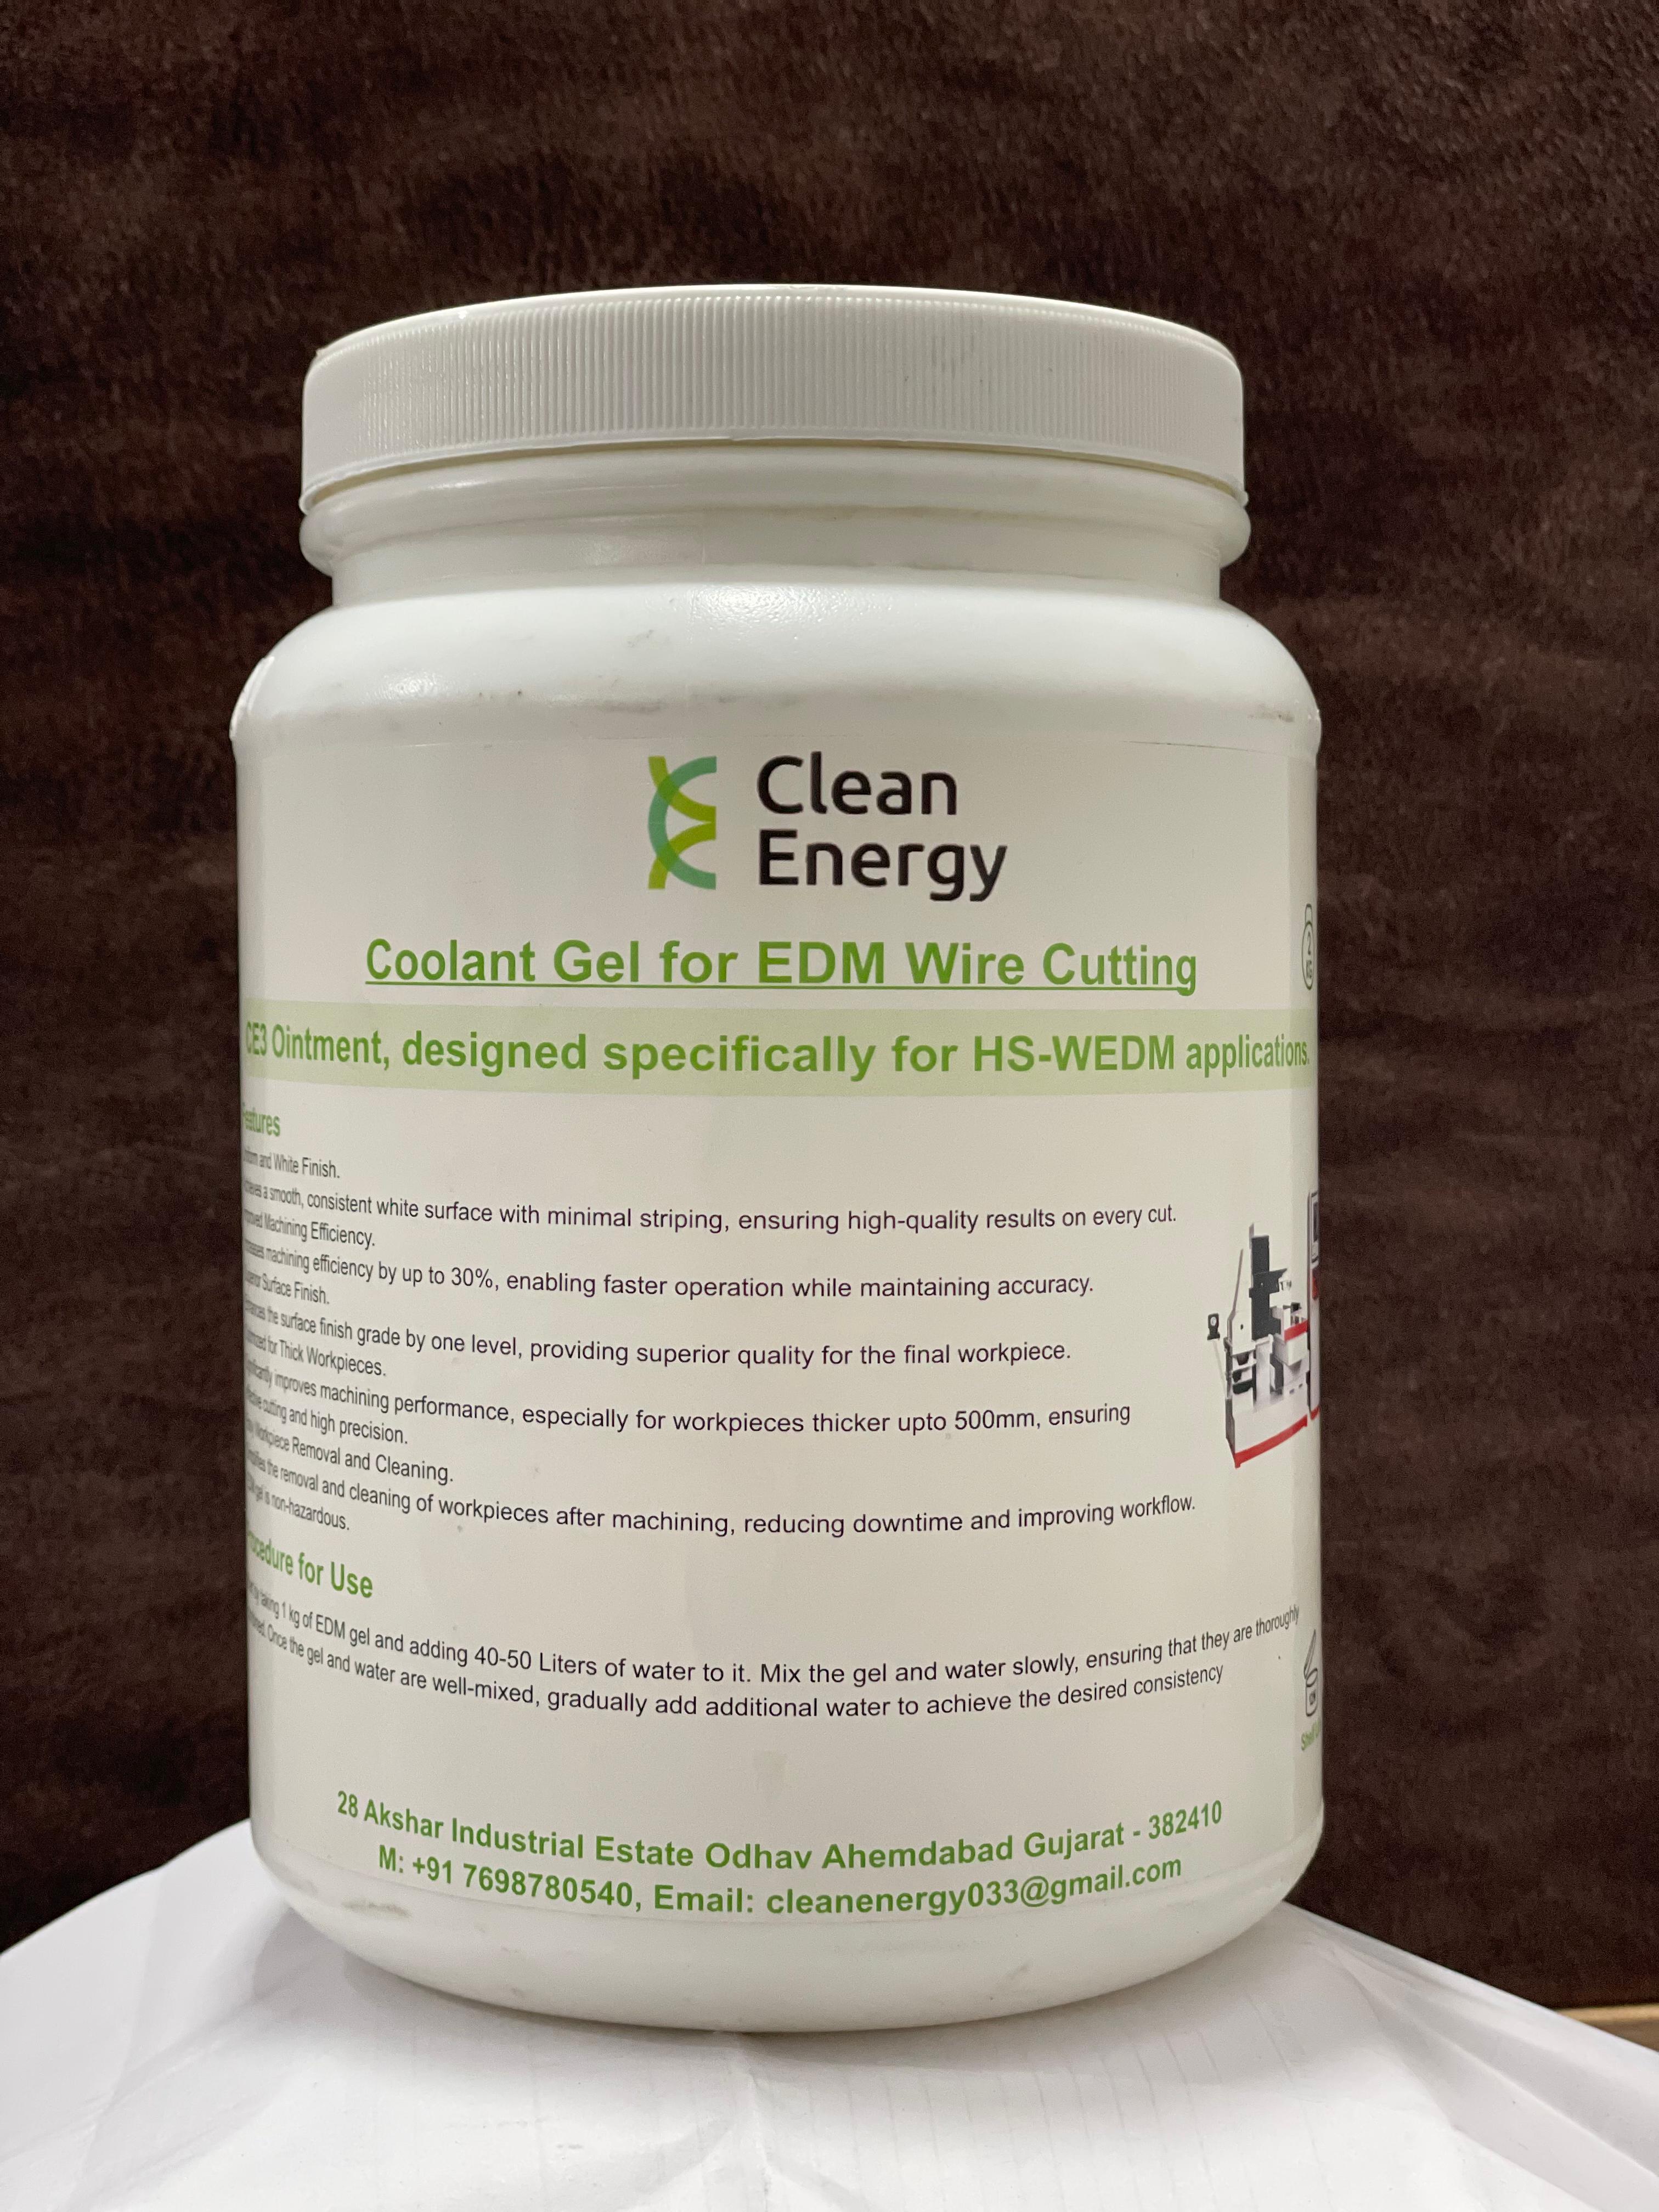 Clean
Energy
Coolant Gel for EDM Wire Cutting
CE3 Ointment, designed specifically for HS-WEDM applications.
Features
and White Finish.
a smooth, consistent white surface with minimal striping, ensuring high-quality results on every cut.
Machining Efficiency.
machining efficiency by up to 30%, enabling faster operation while maintaining accuracy.
Surface Finish.
the surface finish grade by one level, providing superior quality for the final workpiece.
for Thick Workpieces.
improves machining performance, especially for workpieces thicker upto 500mm, ensuring
cutting and high precision.
Workpiece Removal and Cleaning.
the removal and cleaning of workpieces after machining, reducing downtime and improving workflow.
gel is non-hazardous.
Procedure for Use
taking 1 kg of EDM gel and adding 40-50 Liters of water to it. Mix the gel and water slowly, ensuring that they are thoroughly
Once the gel and water are well-mixed, gradually add additional water to achieve the desired consistency
Shelf
28 Akshar Industrial Estate Odhav Ahemdabad Gujarat - 382410
M: +91 7698780540, Email: cleanenergy033@gmail.com